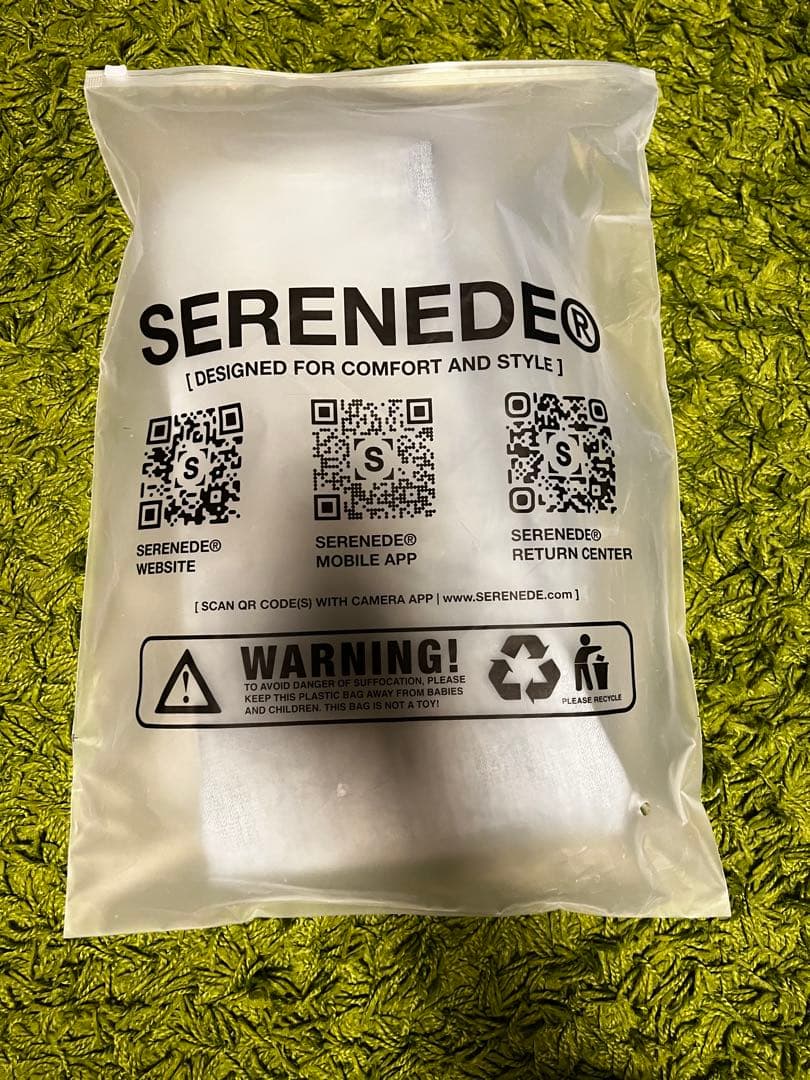 SERENEDE®
[ DESIGNED FOR COMFORT AND STYLE ]
S
S
S
SERENEDE®
WEBSITE
SERENEDE®
MOBILE APP
SERENEDE®
RETURN CENTER
[ SCAN QR CODE(S) WITH CAMERA APP | www.SERENEDE.com ]
WARNING!
TO AVOID DANGER OF SUFFOCATION, PLEASE
KEEP THIS PLASTIC BAG AWAY FROM BABIES
AND CHILDREN. THIS BAG IS NOT A TOY!
PLEASE RECYCLE